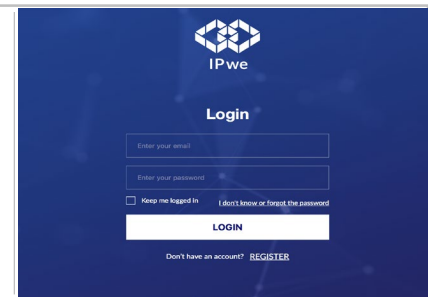 IPwe
Login
Enter your email
Enter your password
Keep me logged in I don't know or forgot the password
LOGIN
Don't have an account? REGISTER